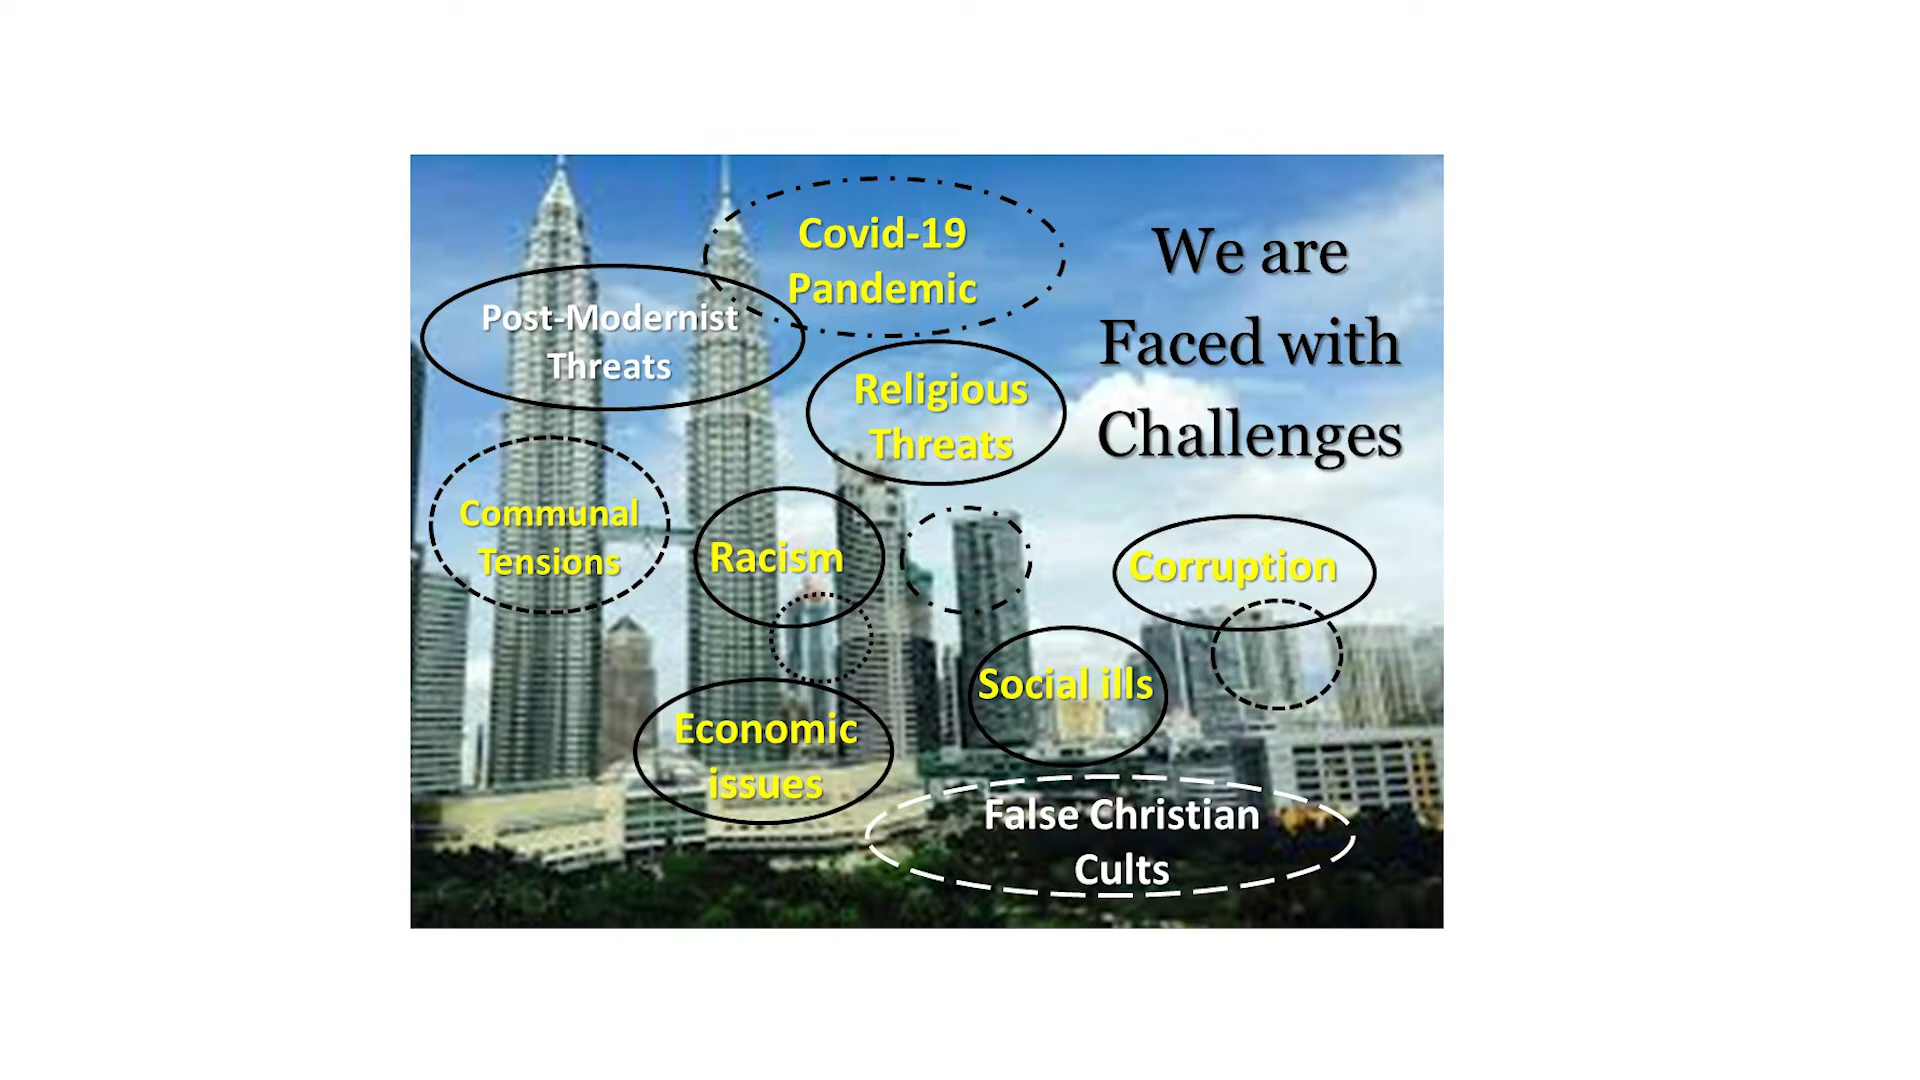 We are
Faced with
Challenges
Covid-19
Pandemic
Post-Modernist
Threats
Religious
Threats
Communal
Tensions
Racism
Corruption
Social ills
Economic
issues
False Christian
Cults